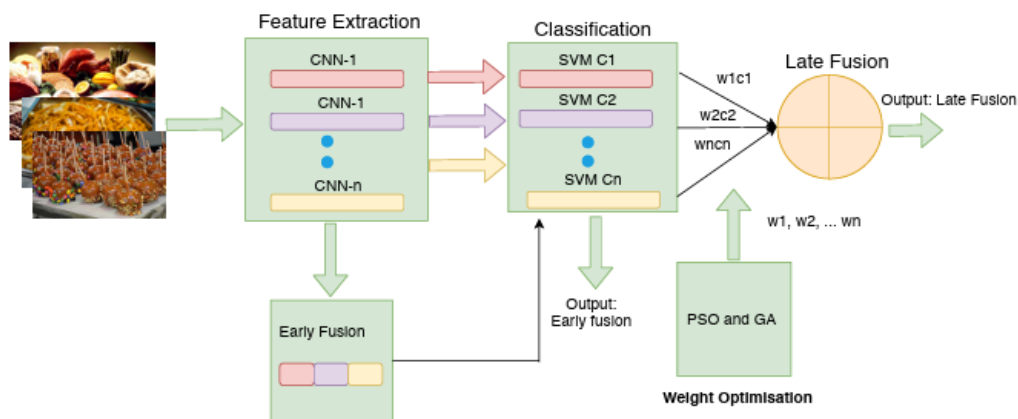 Feature Extraction
CNN-1
CNN-1
CNN-n
Classification
SVM C1
SVM C2
SVM Cn
w1c1
w2c2
wncn
Late Fusion
Output: Late Fusion
w1, w2, ... wn
Early Fusion
Output:
Early fusion
PSO and GA
Weight Optimisation